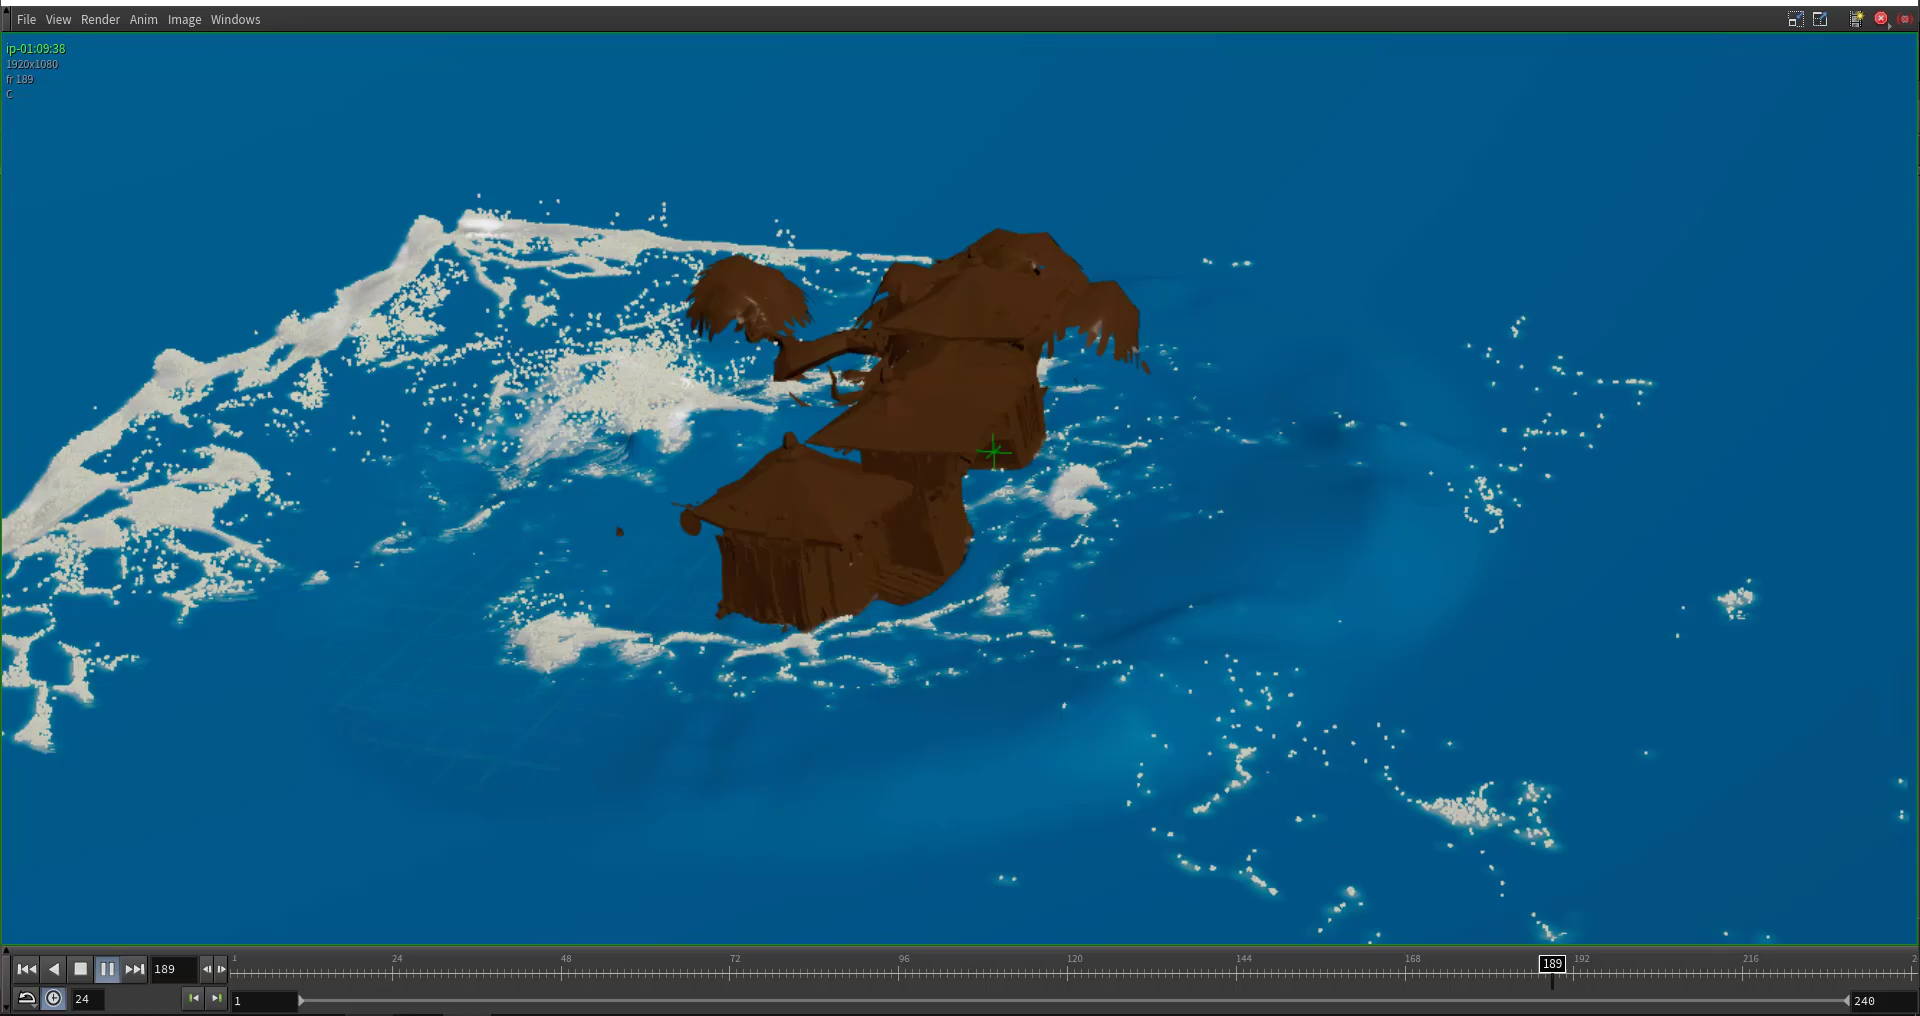 File View Render Anim Image Windows
ip-01:09:38
1920x1080
fr 189
C
189
1 24 48 72 96 120 144 168 189 192 216
24
1
240